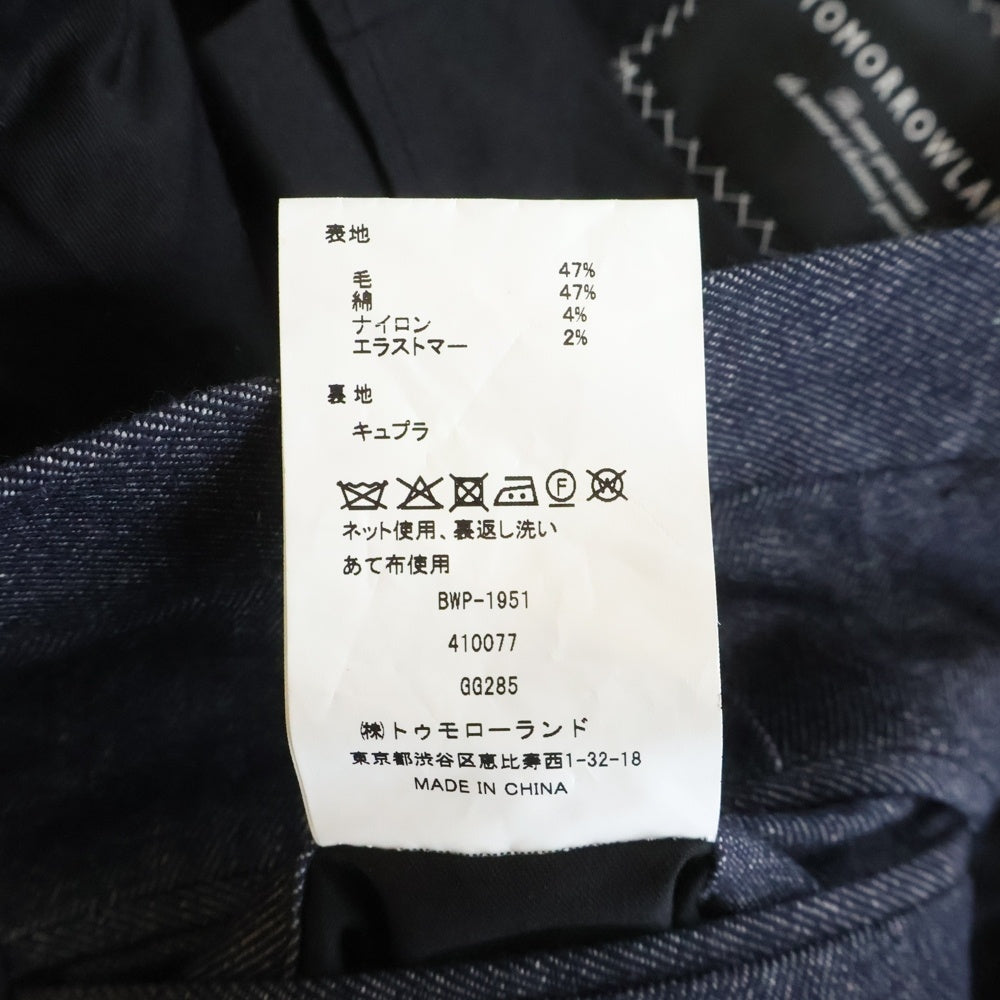 TOMORROWLA
表地
毛 47%
綿 47%
ナイロン 4%
エラストマー 2%
裏地
キュプラ
F W
ネット使用、裏返し洗い
あて布使用
BWP-1951
410077
GG285
㈱トゥモローランド
東京都渋谷区恵比寿西1-32-18
MADE IN CHINA